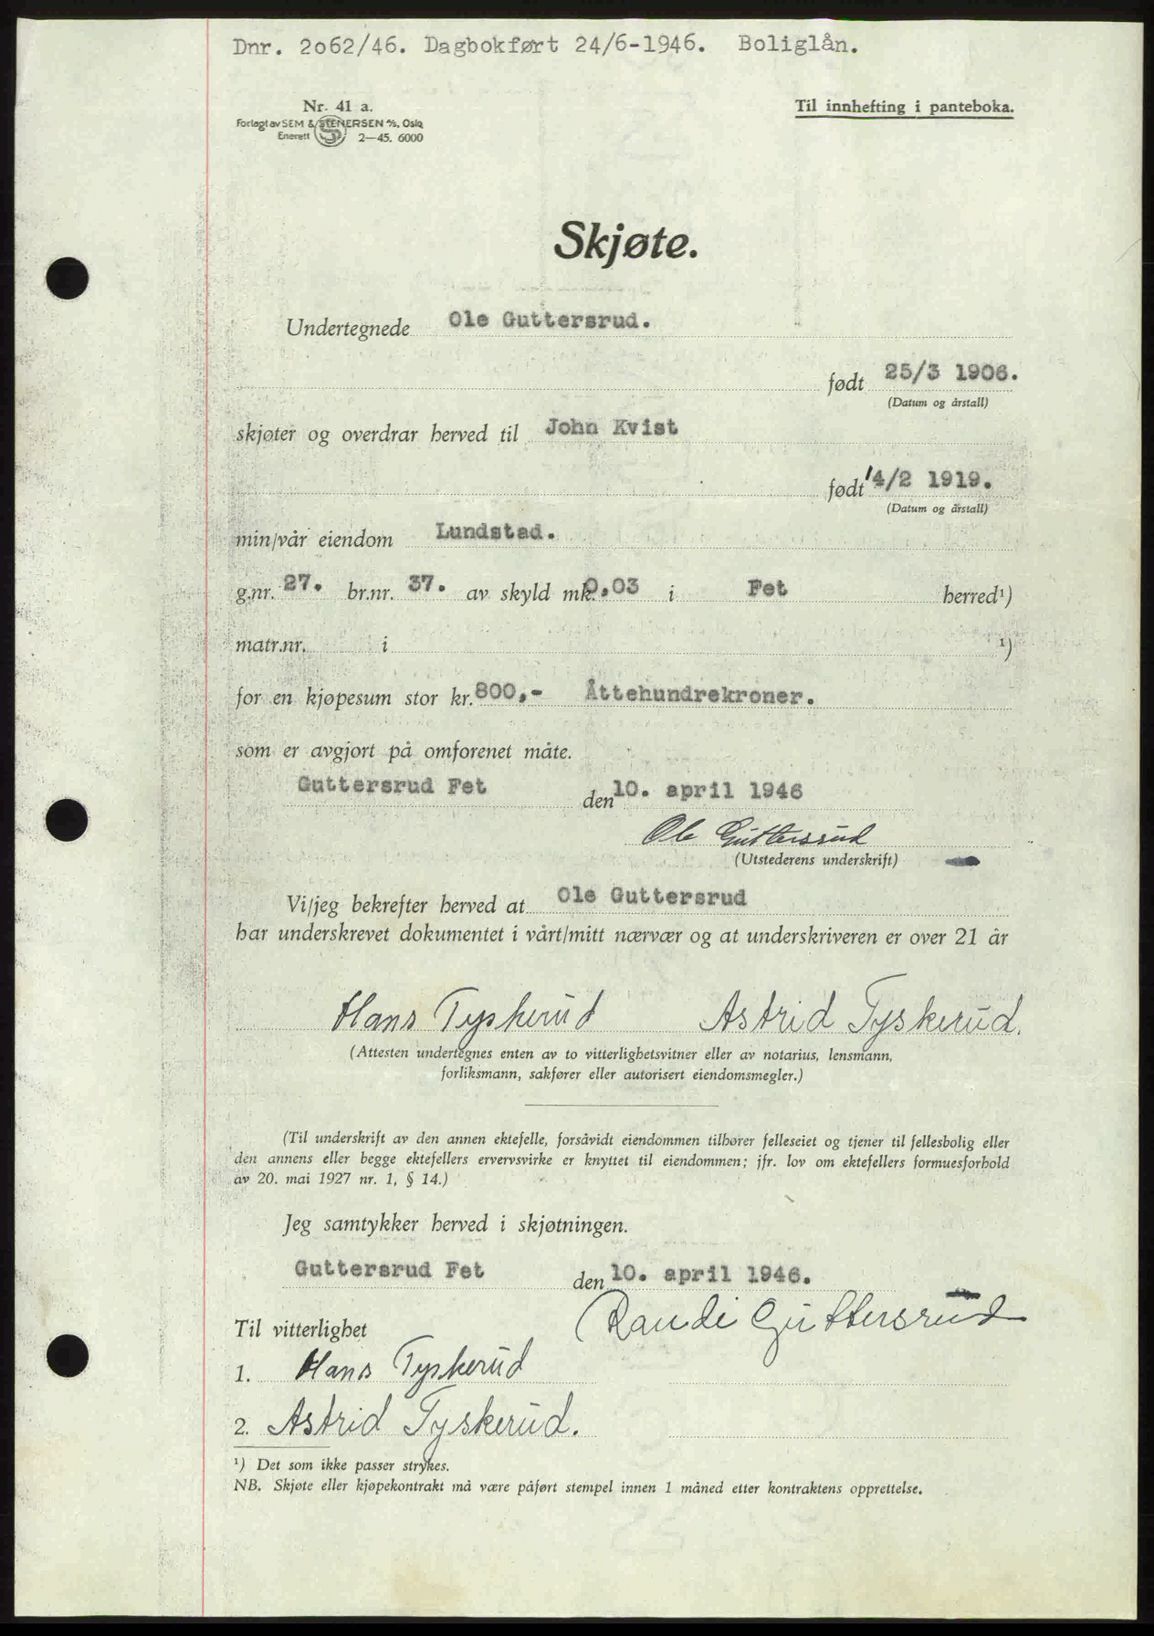 Dnr. 2062/46. Dagbokført 24/6-1946. Boliglån.
Nr. 41 a.
Til innhefting i panteboka.
Forlagt av SEM & STENERSEN A/S, Oslo
Enerett 2—45. 6000
Skjøte.
Undertegnede Ole Guttersrud.
født 25/3 1906.
(Datum og årstall)
skjøter og overdrar herved til John Kvist
født 14/2 1919.
(Datum og årstall)
min/vår eiendom Lundstad.
g.nr. 27. br.nr. 37. av skyld mk. 0,03 i Fet herred¹)
matr.nr. i ¹)
for en kjøpesum stor kr. 800,- Åttehundrekroner.
som er avgjort på omforenet måte.
Guttersrud Fet den 10. april 1946
Ole Guttersrud
(Utstederens underskrift)
Vi/jeg bekrefter herved at Ole Guttersrud
har underskrevet dokumentet i vårt/mitt nærvær og at underskriveren er over 21 år
Hans Tyskerud Astrid Tyskerud.
(Attesten undertegnes enten av to vitterlighetsvitner eller av notarius, lensmann,
forliksmann, sakfører eller autorisert eiendomsmegler.)
(Til underskrift av den annen ektefelle, forsåvidt eiendommen tilhører felleseiet og tjener til fellesbolig eller
den annens eller begge ektefellers ervervsvirke er knyttet til eiendommen; jfr. lov om ektefellers formuesforhold
av 20. mai 1927 nr. 1, § 14.)
Jeg samtykker herved i skjøtningen.
Guttersrud Fet den 10. april 1946.
Randi Guttersrud
Til vitterlighet
1. Hans Tyskerud
2. Astrid Tyskerud.
¹) Det som ikke passer strykes.
NB. Skjøte eller kjøpekontrakt må være påført stempel innen 1 måned etter kontraktens opprettelse.